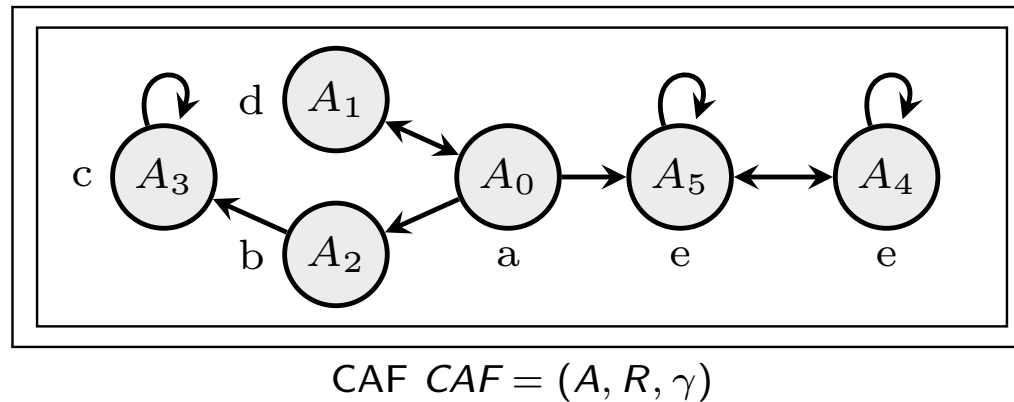 d A₁
c A₃ A₀ A₅ A₄
b A₂ a e e
CAF CAF = (A, R, γ)